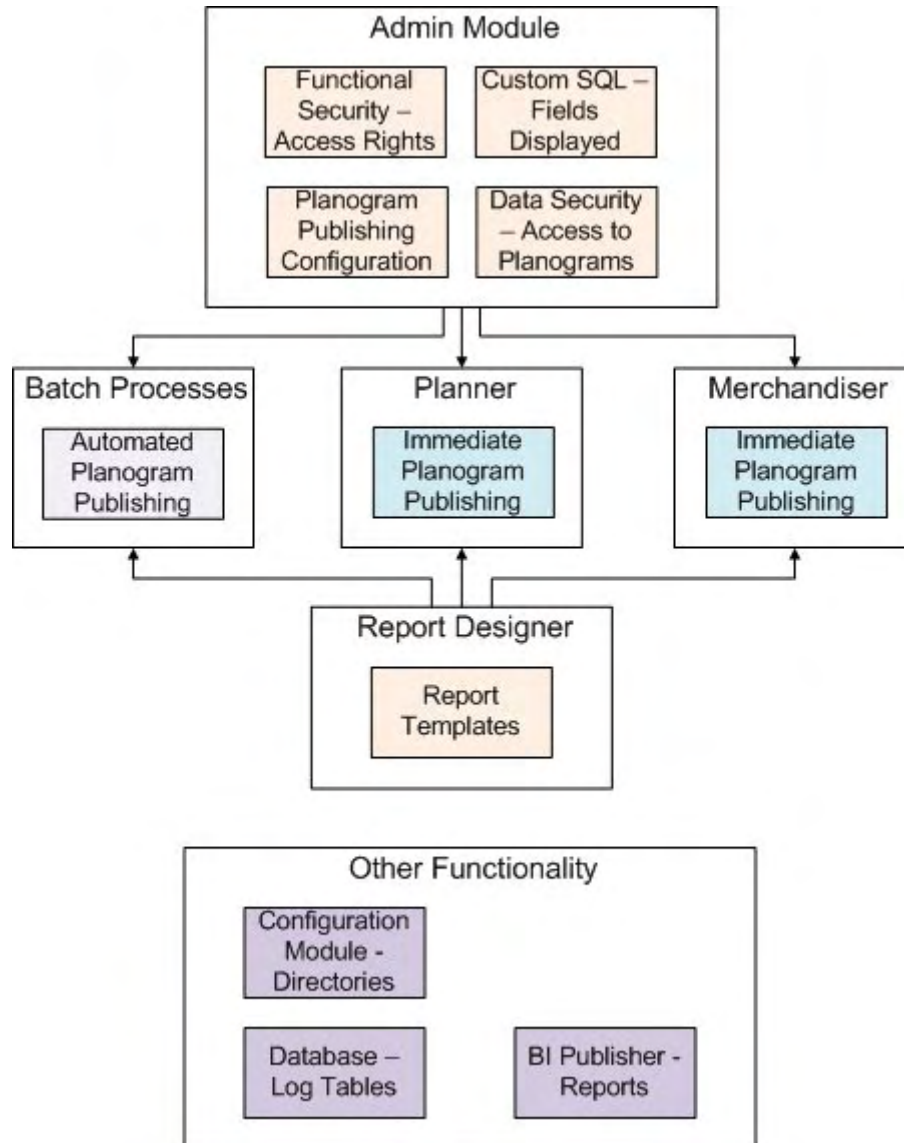 Admin Module
Functional
Security –
Access Rights
Custom SQL –
Fields
Displayed
Planogram
Publishing
Configuration
Data Security
– Access to
Planograms
Batch Processes
Automated
Planogram
Publishing
Planner
Immediate
Planogram
Publishing
Merchandiser
Immediate
Planogram
Publishing
Report Designer
Report
Templates
Other Functionality
Configuration
Module -
Directories
Database –
Log Tables
BI Publisher -
Reports